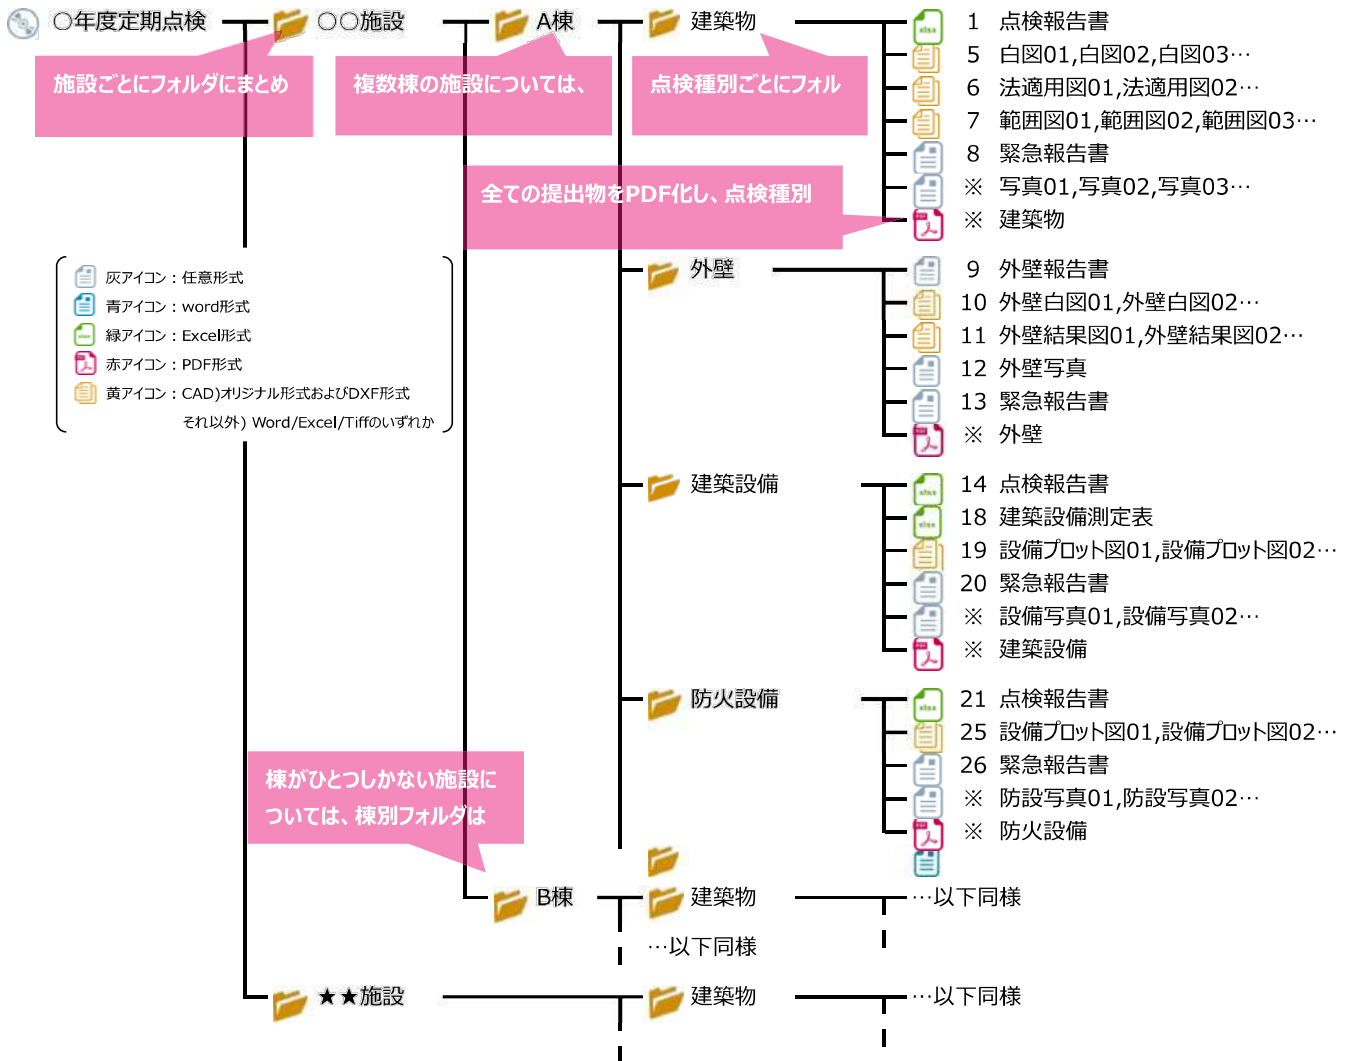 〇年度定期点検
〇〇施設
A棟
建築物
1 点検報告書
5 白図01,白図02,白図03…
6 法適用図01,法適用図02…
7 範囲図01,範囲図02,範囲図03…
8 緊急報告書
※ 写真01,写真02,写真03…
※ 建築物
施設ごとにフォルダにまとめ
複数棟の施設については、
点検種別ごとにフォル
全ての提出物をPDF化し、点検種別
灰アイコン：任意形式
青アイコン：word形式
緑アイコン：Excel形式
赤アイコン：PDF形式
黄アイコン：CAD)オリジナル形式およびDXF形式
それ以外) Word/Excel/Tiffのいずれか
外壁
9 外壁報告書
10 外壁白図01,外壁白図02…
11 外壁結果図01,外壁結果図02…
12 外壁写真
13 緊急報告書
※ 外壁
建築設備
14 点検報告書
18 建築設備測定表
19 設備プロット図01,設備プロット図02…
20 緊急報告書
※ 設備写真01,設備写真02…
※ 建築設備
防火設備
21 点検報告書
25 設備プロット図01,設備プロット図02…
26 緊急報告書
※ 防設写真01,防設写真02…
※ 防火設備
棟がひとつしかない施設に
ついては、棟別フォルダは
B棟
建築物
…以下同様
…以下同様
★★施設
建築物
…以下同様